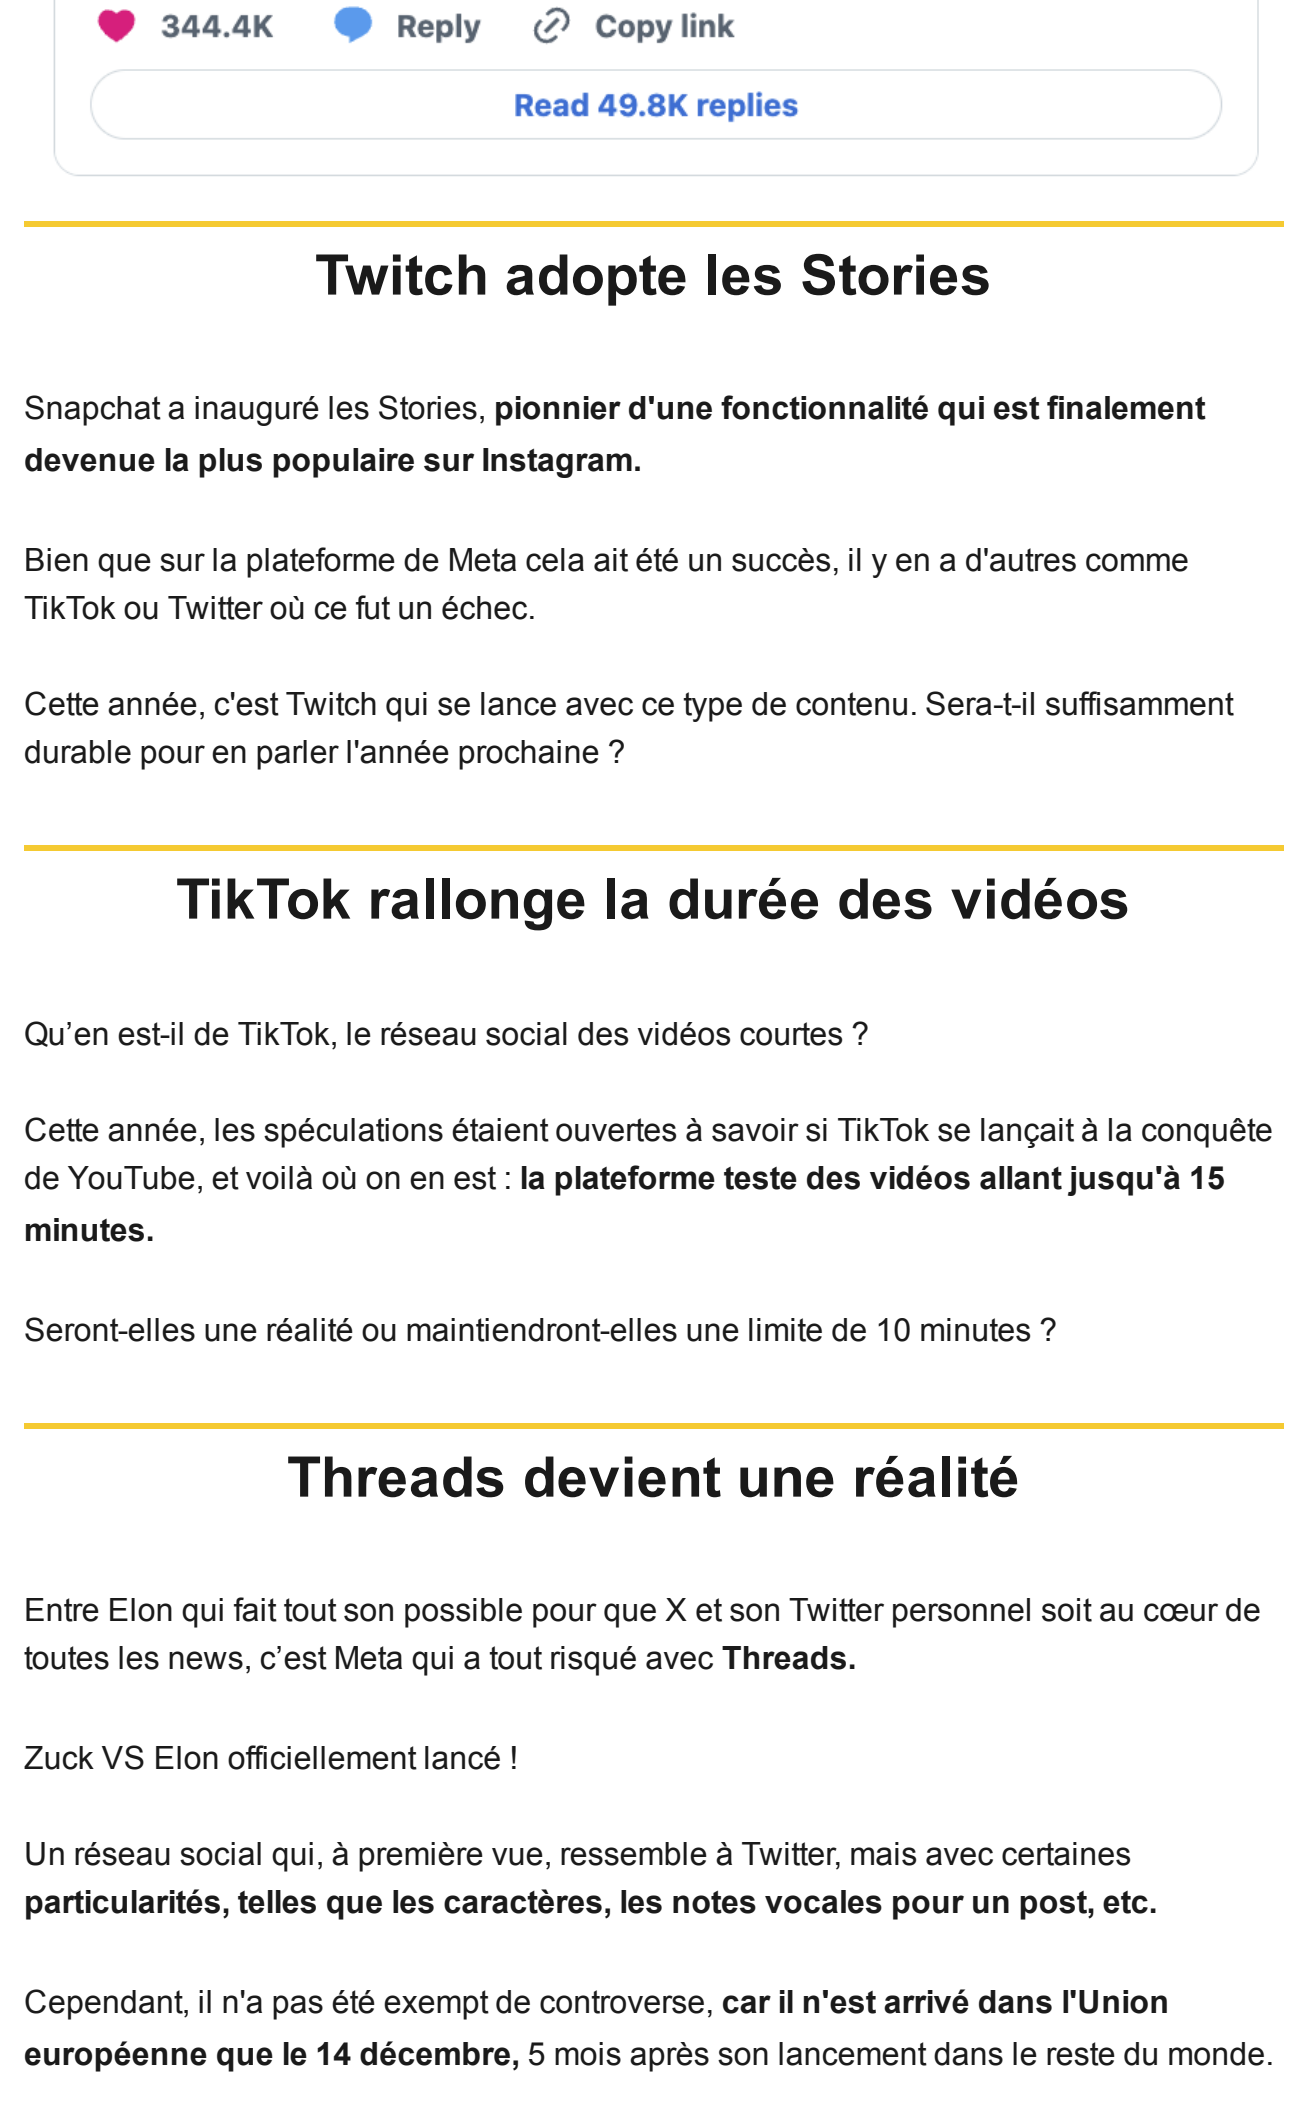 344.4K Reply Copy link
Read 49.8K replies
Twitch adopte les Stories
Snapchat a inauguré les Stories, pionnier d'une fonctionnalité qui est finalement
devenue la plus populaire sur Instagram.
Bien que sur la plateforme de Meta cela ait été un succès, il y en a d'autres comme
TikTok ou Twitter où ce fut un échec.
Cette année, c'est Twitch qui se lance avec ce type de contenu. Sera-t-il suffisamment
durable pour en parler l'année prochaine ?
TikTok rallonge la durée des vidéos
Qu’en est-il de TikTok, le réseau social des vidéos courtes ?
Cette année, les spéculations étaient ouvertes à savoir si TikTok se lançait à la conquête
de YouTube, et voilà où on en est : la plateforme teste des vidéos allant jusqu'à 15
minutes.
Seront-elles une réalité ou maintiendront-elles une limite de 10 minutes ?
Threads devient une réalité
Entre Elon qui fait tout son possible pour que X et son Twitter personnel soit au cœur de
toutes les news, c’est Meta qui a tout risqué avec Threads.
Zuck VS Elon officiellement lancé !
Un réseau social qui, à première vue, ressemble à Twitter, mais avec certaines
particularités, telles que les caractères, les notes vocales pour un post, etc.
Cependant, il n'a pas été exempt de controverse, car il n'est arrivé dans l'Union
européenne que le 14 décembre, 5 mois après son lancement dans le reste du monde.